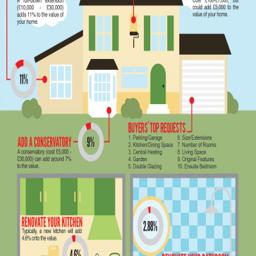 (£10,000 - £30,000)
adds 11% to the value of
your home.
could add £3,000 to the
value of your home.
11%
ADD A CONSERVATORY
A conservatory (cost £5,000 -
£30,000) can add around 7%
to the value.
9%
BUYERS' TOP REQUESTS
1. Parking/Garage
2. Kitchen/Dining Space
3. Central Heating
4. Garden
5. Double Glazing
6. Size/Extensions
7. Number of Rooms
8. Living Space
9. Original Features
10. Ensuite Bedroom
RENOVATE YOUR KITCHEN
Typically, a new kitchen will add
4.6% onto the value.
4.6%
2.88%